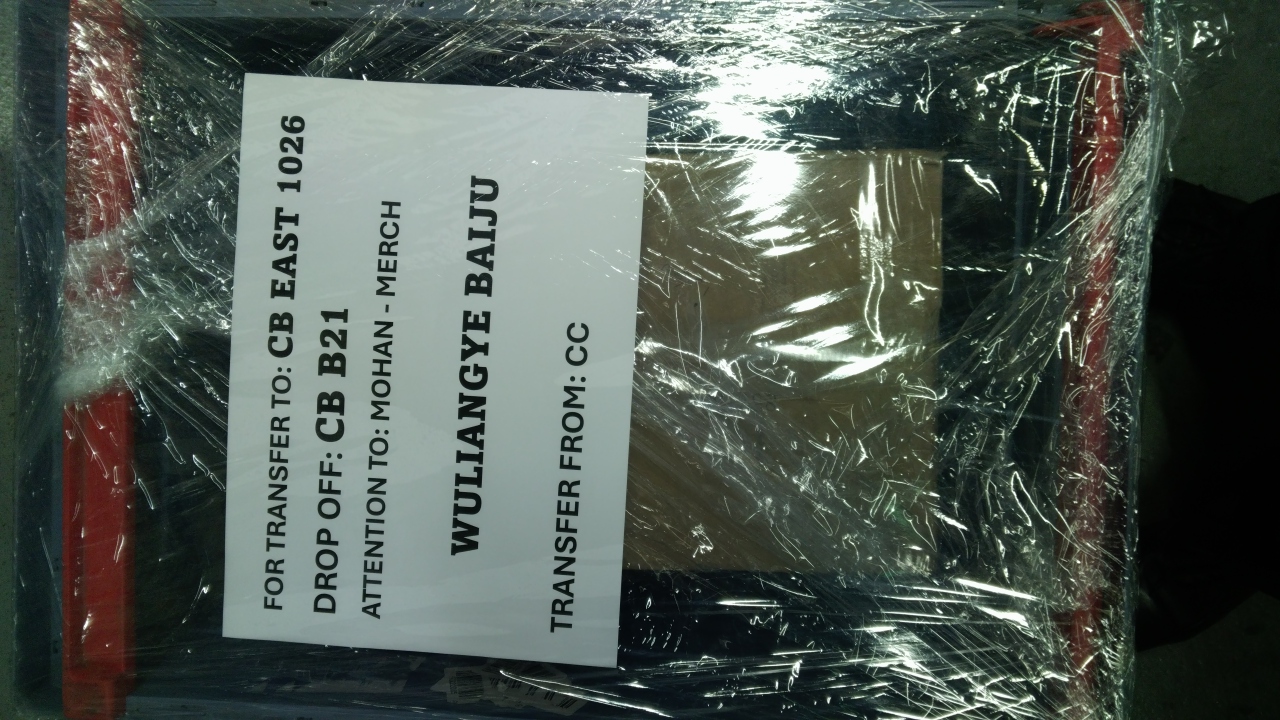 FOR TRANSFER TO: CB EAST 1026
DROP OFF: CB B21
ATTENTION TO: MOHAN - MERCH
WULIANGYE BAIJU
TRANSFER FROM: CC